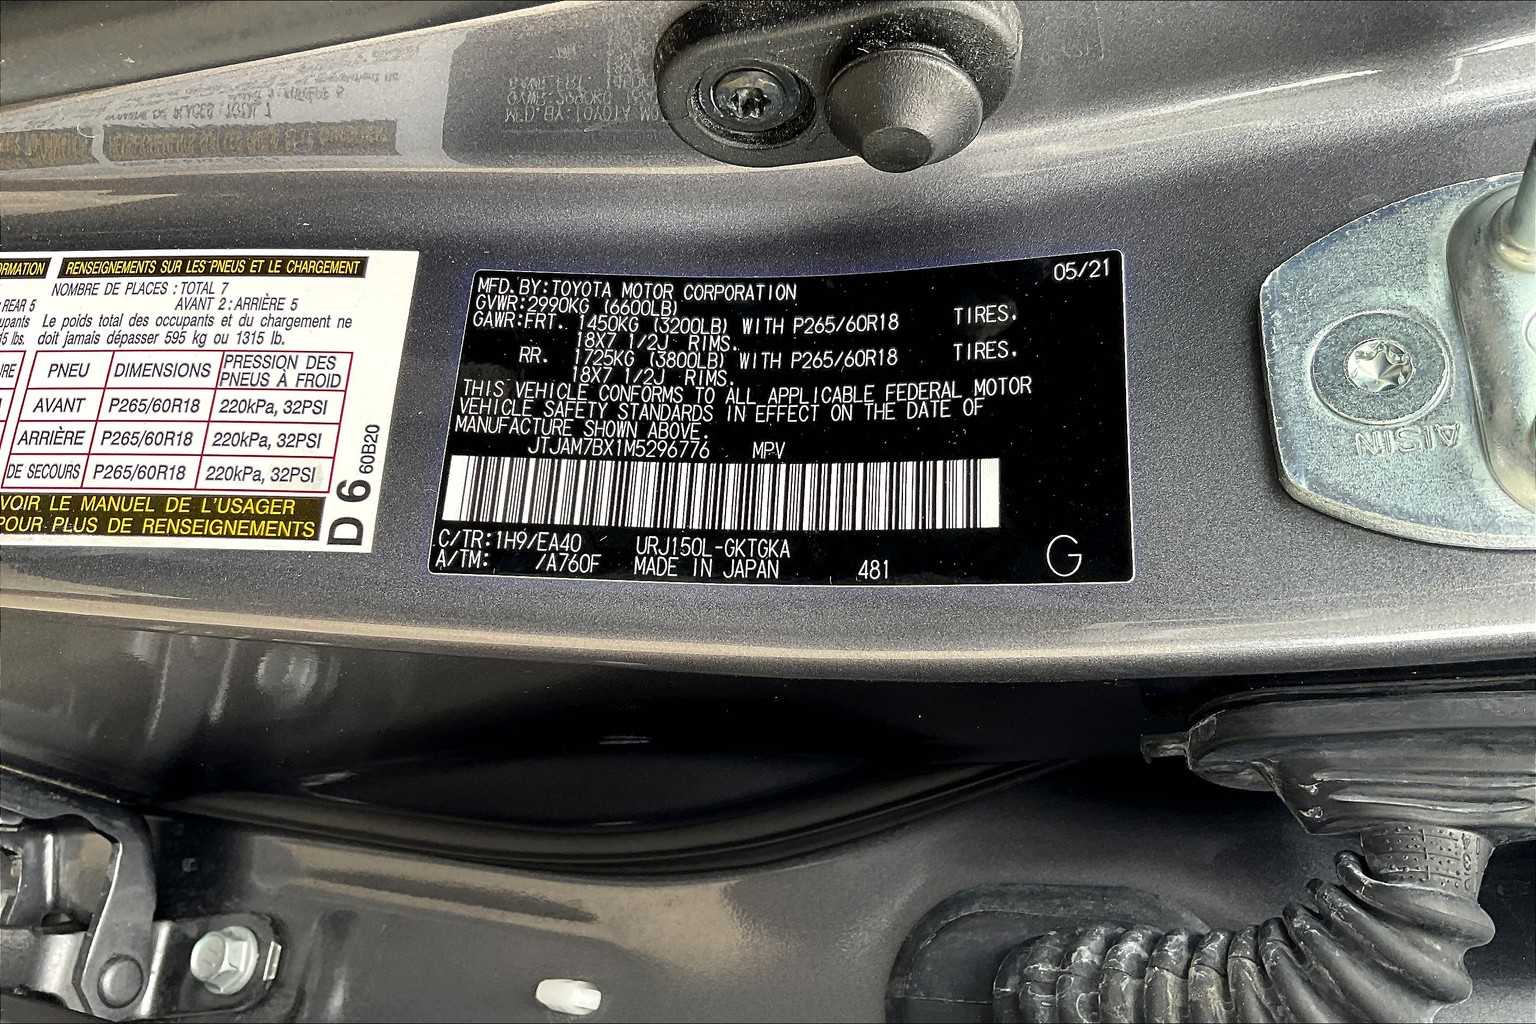 RMATION
RENSEIGNEMENTS SUR LES PNEUS ET LE CHARGEMENT
NOMBRE DE PLACES : TOTAL 7
REAR 5 AVANT 2 : ARRIÈRE 5
upants Le poids total des occupants et du chargement ne
5 lbs. doit jamais dépasser 595 kg ou 1315 lb.
PNEU DIMENSIONS PRESSION DES PNEUS À FROID
AVANT P265/60R18 220kPa, 32PSI
ARRIÈRE P265/60R18 220kPa, 32PSI
DE SECOURS P265/60R18 220kPa, 32PSI
VOIR LE MANUEL DE L'USAGER
POUR PLUS DE RENSEIGNEMENTS
D 6 60B20
05/21
MFD. BY: TOYOTA MOTOR CORPORATION
GVWR: 2990KG (6600LB)
GAWR: FRT. 1450KG (3200LB) WITH P265/60R18 TIRES.
18X7 1/2J RIMS.
RR. 1725KG (3800LB) WITH P265/60R18 TIRES.
18X7 1/2J RIMS.
THIS VEHICLE CONFORMS TO ALL APPLICABLE FEDERAL MOTOR
VEHICLE SAFETY STANDARDS IN EFFECT ON THE DATE OF
MANUFACTURE SHOWN ABOVE.
JTJAM7BX1M5296776 MPV
C/TR: 1H9/EA40 URJ150L-GKTGKA
A/TM: /A760F MADE IN JAPAN 481
G
AISIN